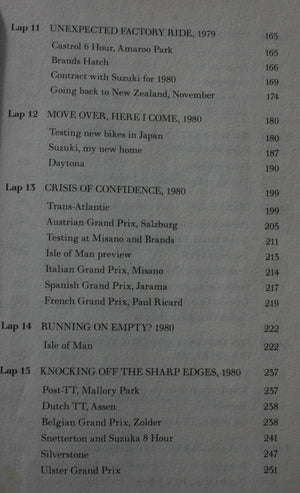 Lap 11 UNEXPECTED FACTORY RIDE, 1979 165
Castrol 6 Hour, Amaroo Park 165
Brands Hatch 166
Contract with Suzuki for 1980 169
Going back to New Zealand, November 174
Lap 12 MOVE OVER, HERE I COME, 1980 180
Testing new bikes in Japan 180
Suzuki, my new home 187
Daytona 190
Lap 13 CRISIS OF CONFIDENCE, 1980 199
Trans-Atlantic 199
Austrian Grand Prix, Salzburg 205
Testing at Misano and Brands 211
Isle of Man preview 213
Italian Grand Prix, Misano 214
Spanish Grand Prix, Jarama 217
French Grand Prix, Paul Ricard 219
Lap 14 RUNNING ON EMPTY? 1980 222
Isle of Man 222
Lap 15 KNOCKING OFF THE SHARP EDGES, 1980 237
Post-TT, Mallory Park 237
Dutch TT, Assen 238
Belgian Grand Prix, Zolder 238
Snetterton and Suzuka 8 Hour 241
Silverstone 247
Ulster Grand Prix 251